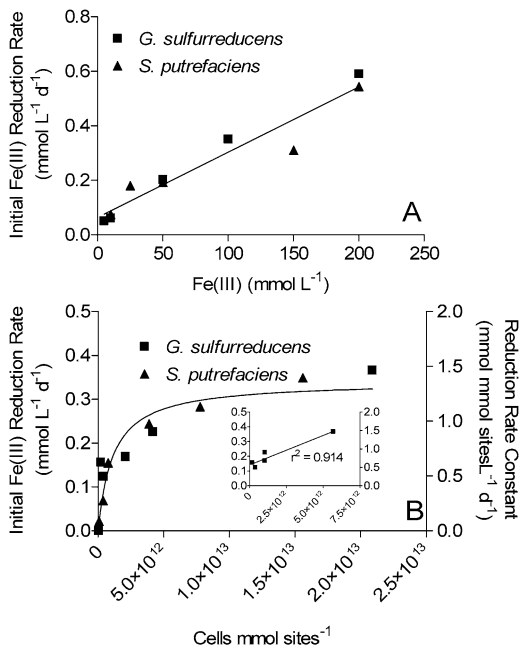 G. sulfurreducens
S. putrefaciens
Initial Fe(III) Reduction Rate
(mmol L⁻¹ d⁻¹)
0.8
0.6
0.4
0.2
0.0
A
0 50 100 150 200 250
Fe(III) (mmol L⁻¹)
G. sulfurreducens
S. putrefaciens
Initial Fe(III) Reduction Rate
(mmol L⁻¹ d⁻¹)
0.5
0.4
0.3
0.2
0.1
0.0
2.0
1.5
1.0
0.5
0.0
Reduction Rate Constant
(mmol mmol sitesL⁻¹ d⁻¹)
0.5
0.4
0.3
0.2
0.1
0.0
2.0
1.5
1.0
0.5
0.0
r² = 0.914
0 2.5×10¹² 5.0×10¹² 7.5×10¹²
B
0 5.0×10¹² 1.0×10¹³ 1.5×10¹³ 2.0×10¹³ 2.5×10¹³
Cells mmol sites⁻¹